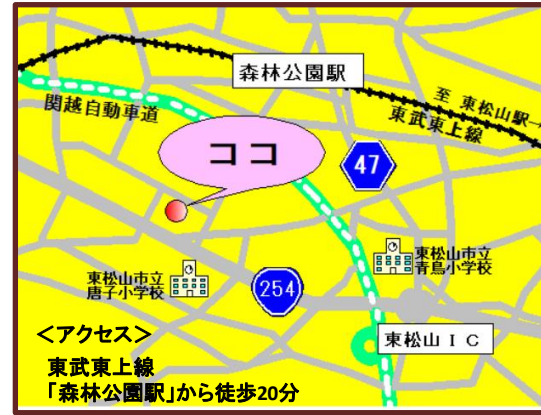 森林公園駅
至 東松山駅→
東武東上線
関越自動車道
ココ
47
東松山市立
青鳥小学校
東松山市立
唐子小学校
254
東松山IC
＜アクセス＞
東武東上線
「森林公園駅」から徒歩20分